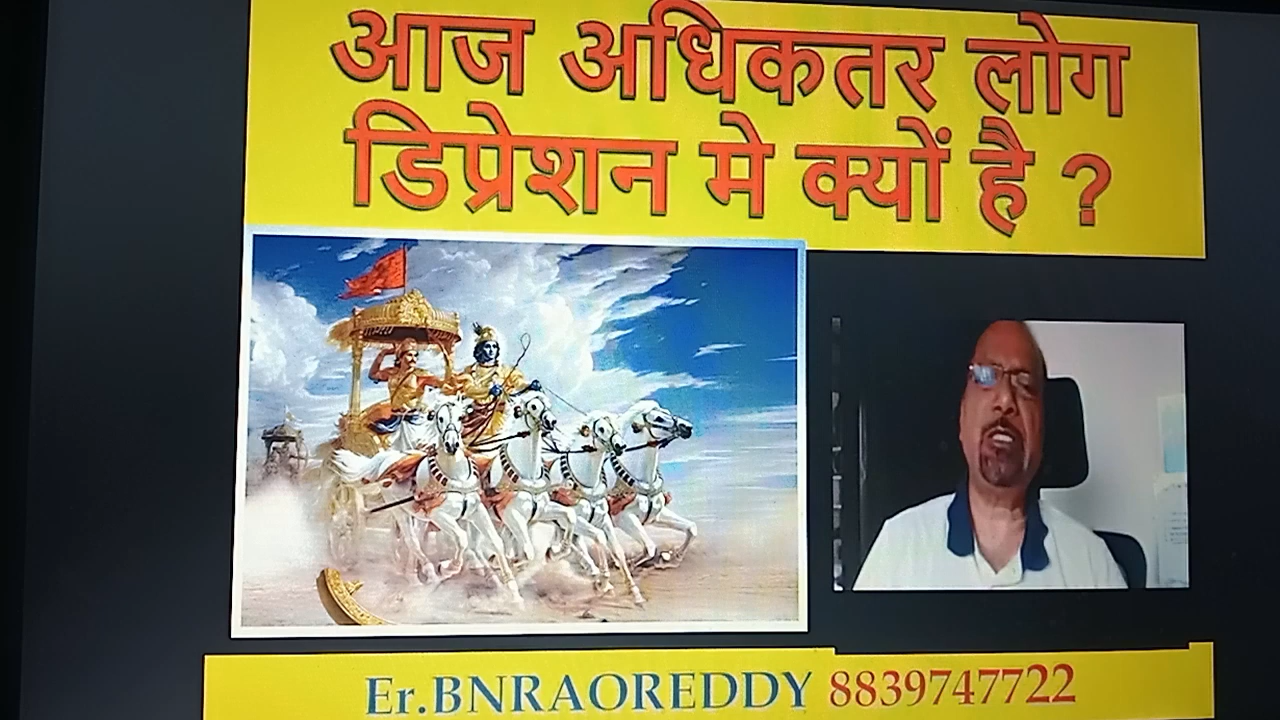 आज अधिकतर लोग
डिप्रेशन मे क्यों है ?
Er.BNRAOREDDY 8839747722